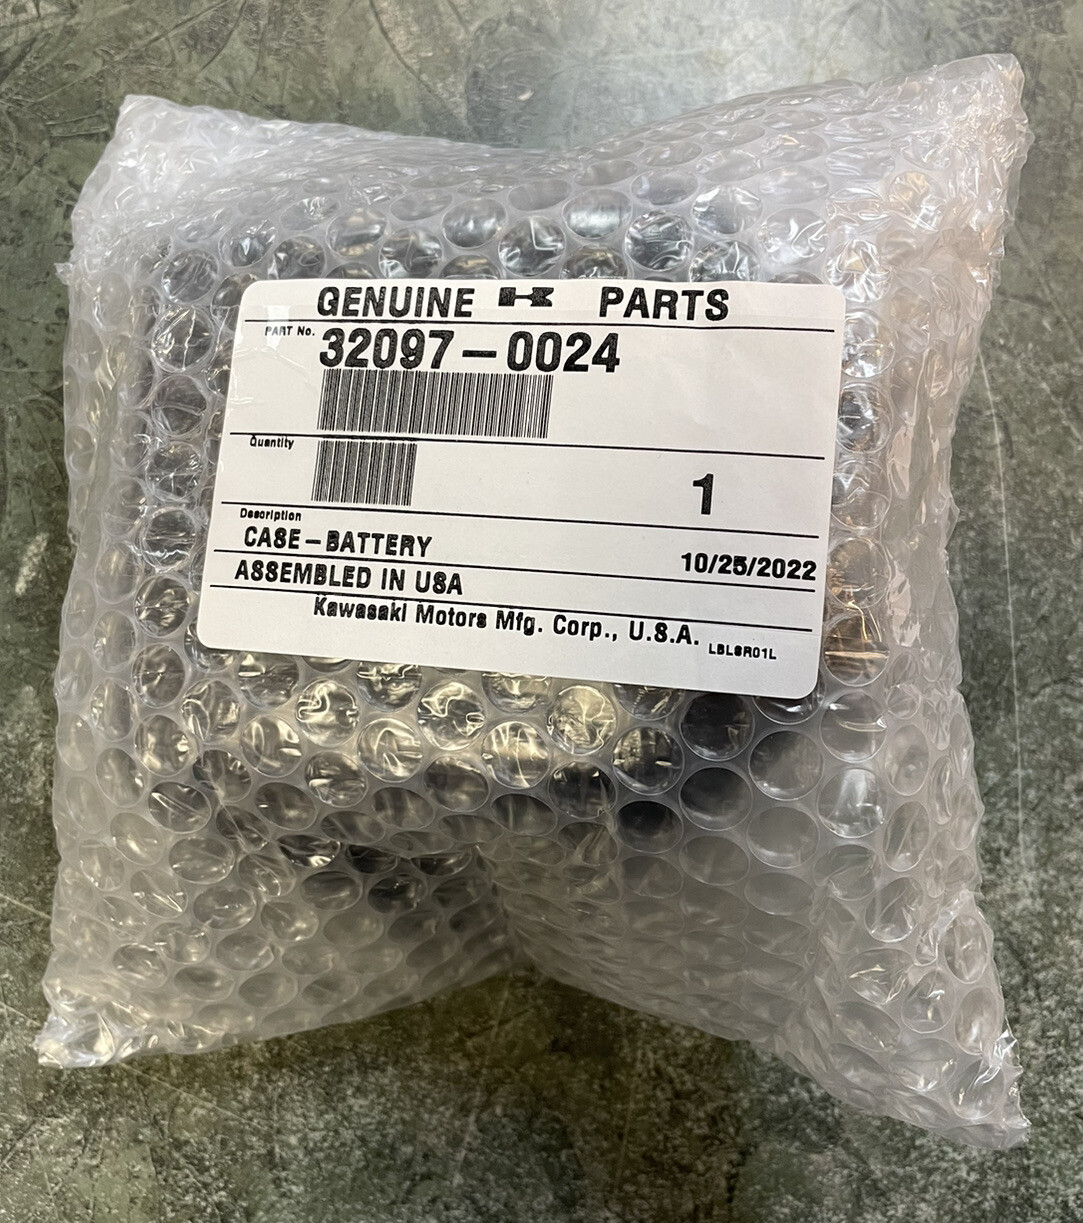 GENUINE K PARTS
PART No. 32097-0024
Quantity 1
Description
CASE-BATTERY 10/25/2022
ASSEMBLED IN USA
Kawasaki Motors Mfg. Corp., U.S.A. LBLSR01L